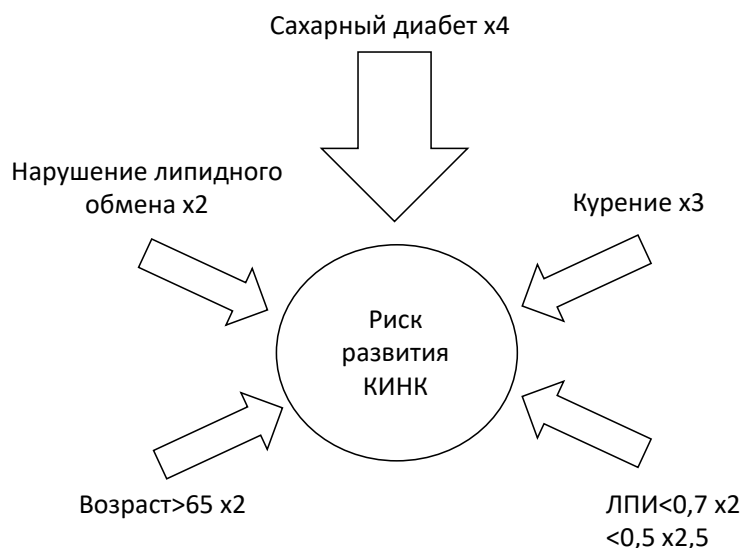 Сахарный диабет х4
Нарушение липидного
обмена х2
Курение х3
Риск
развития
КИНК
Возраст>65 х2
ЛПИ<0,7 х2
<0,5 х2,5